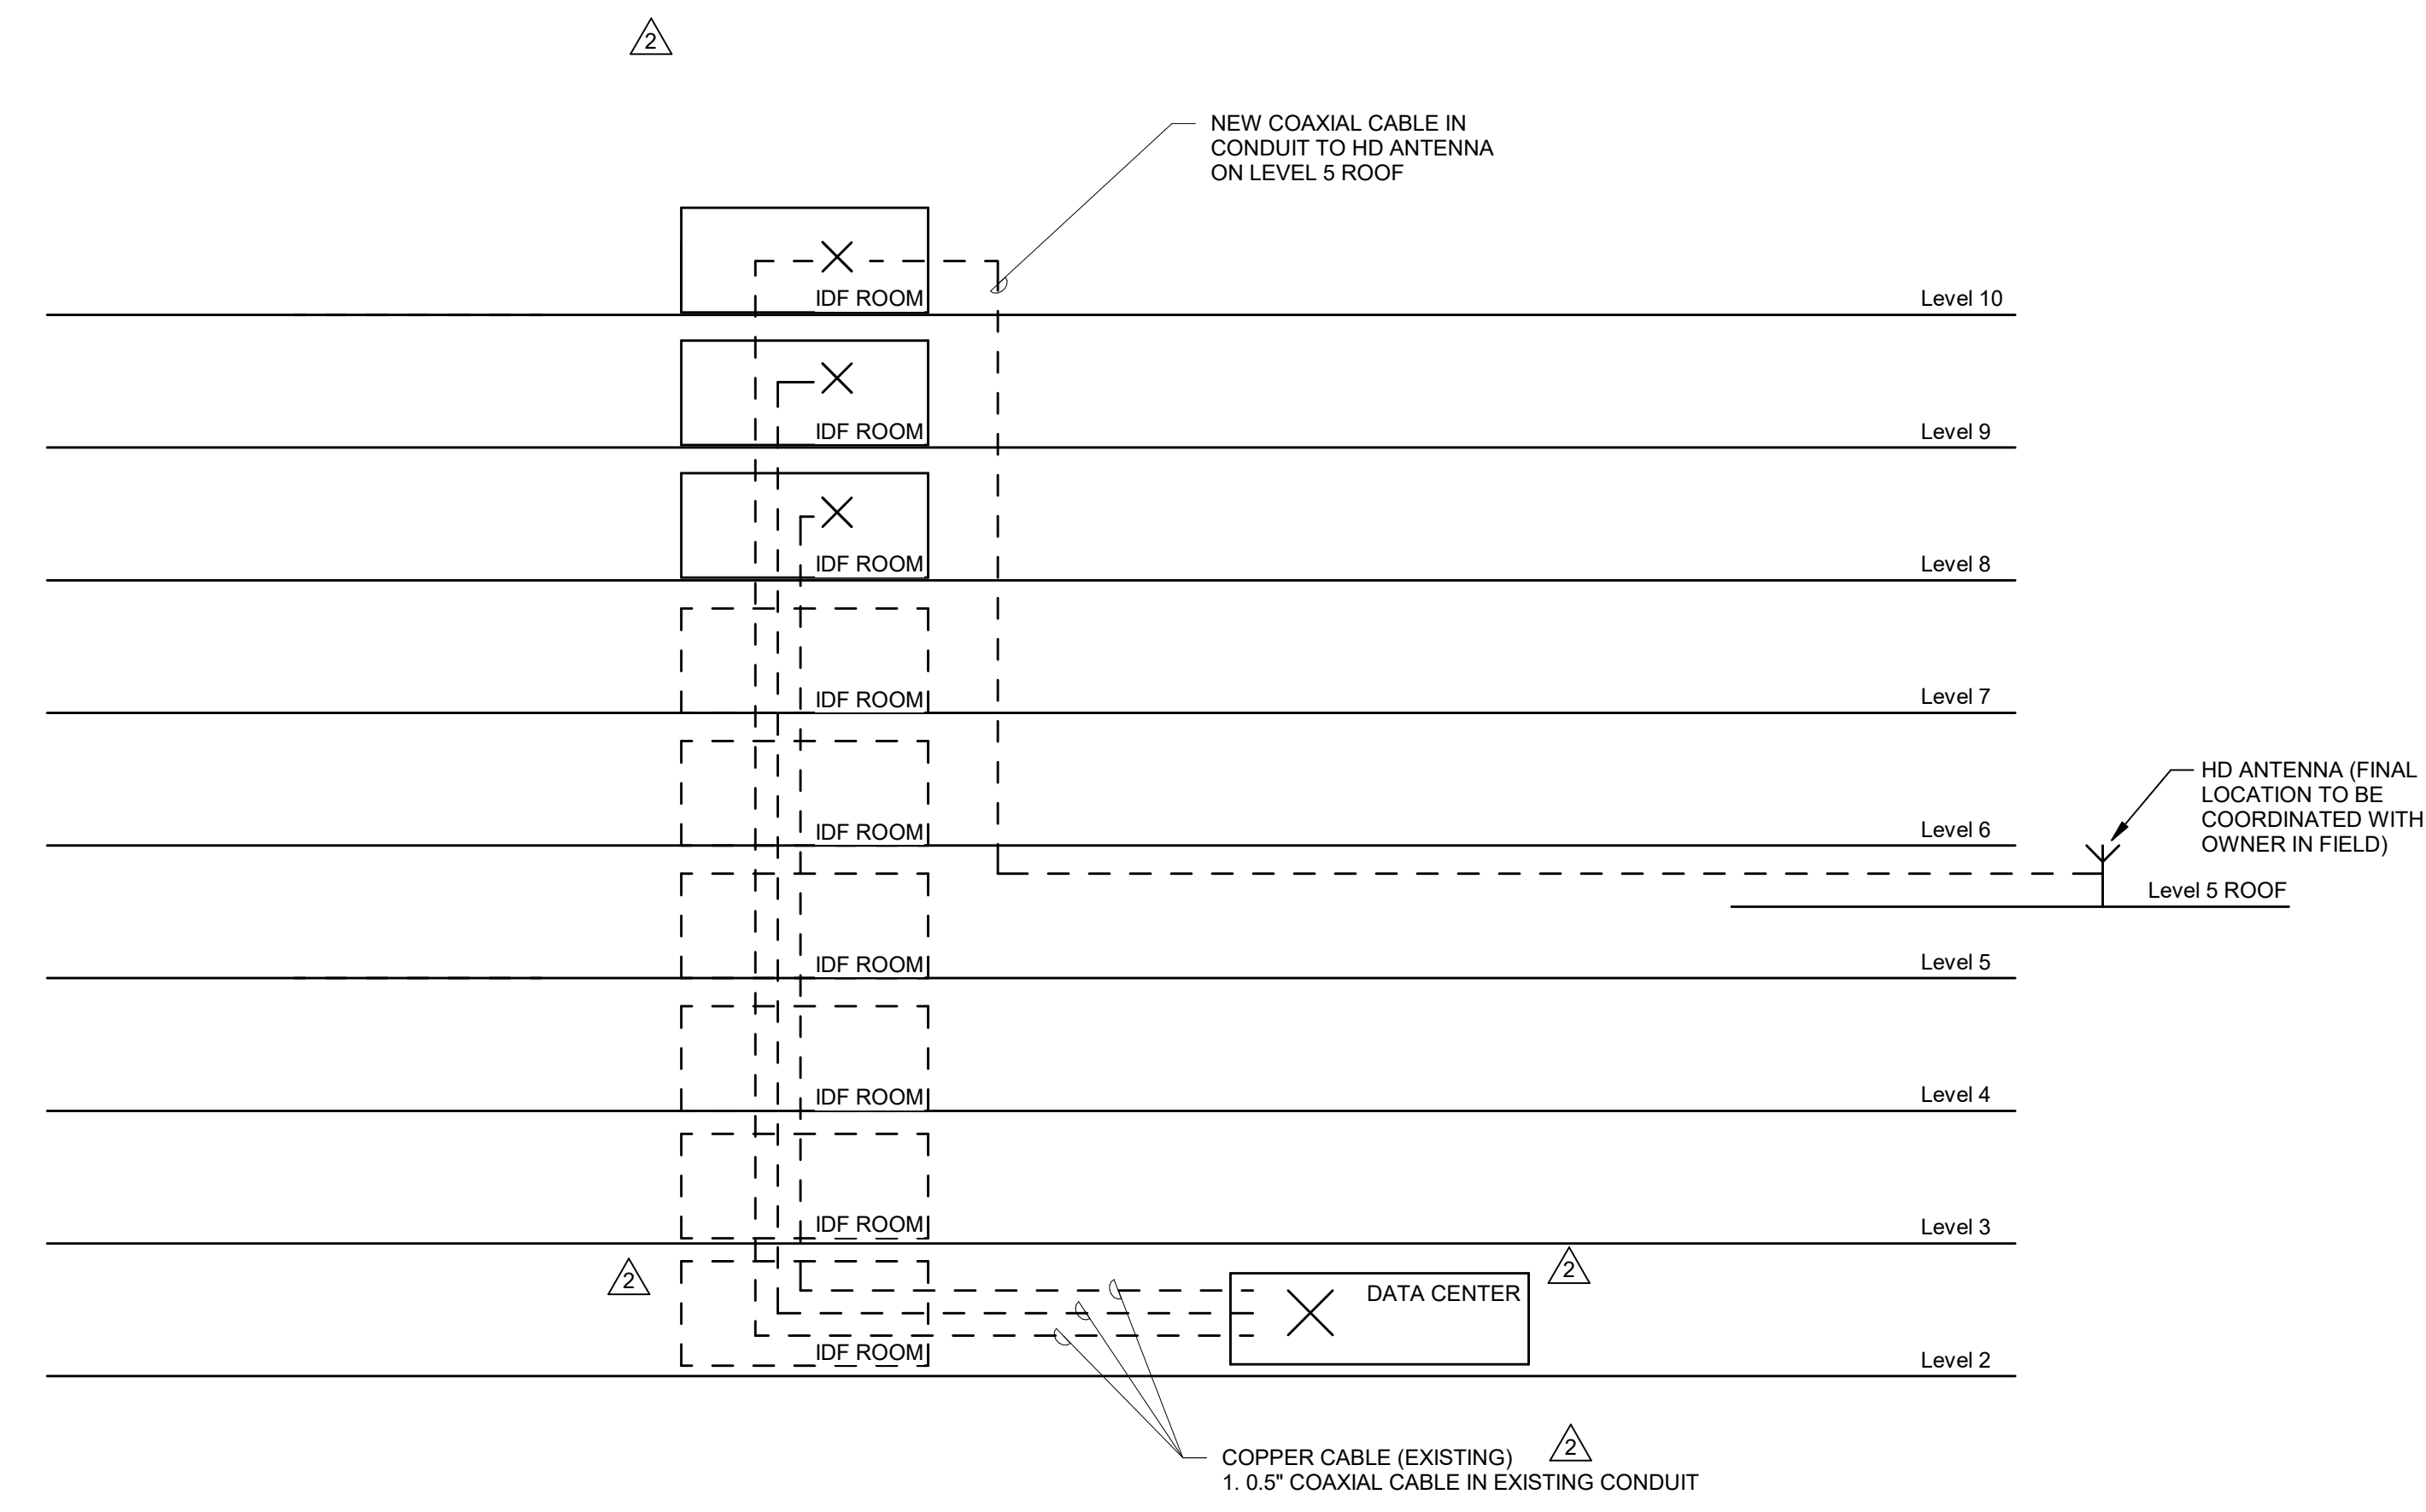 2
NEW COAXIAL CABLE IN
CONDUIT TO HD ANTENNA
ON LEVEL 5 ROOF
IDF ROOM
Level 10
IDF ROOM
Level 9
IDF ROOM
Level 8
IDF ROOM
Level 7
HD ANTENNA (FINAL
LOCATION TO BE
COORDINATED WITH
OWNER IN FIELD)
IDF ROOM
Level 6
Level 5 ROOF
IDF ROOM
Level 5
IDF ROOM
Level 4
IDF ROOM
Level 3
2
DATA CENTER
2
IDF ROOM
Level 2
COPPER CABLE (EXISTING)
2
1. 0.5" COAXIAL CABLE IN EXISTING CONDUIT